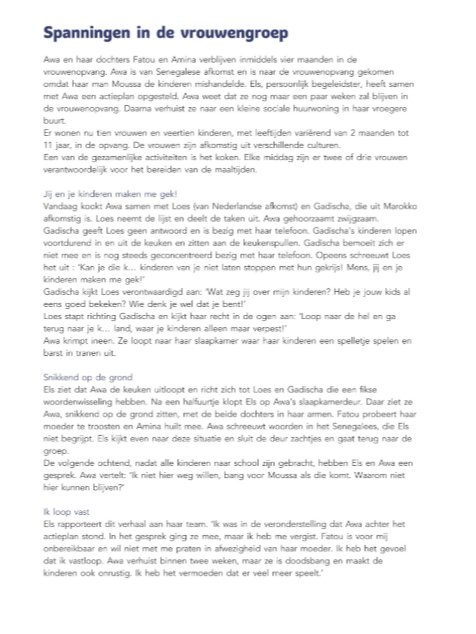 Spanningen in de vrouwengroep
Awa en haar dochters Fatou en Amina verblijven inmiddels vier maanden in de
vrouwenopvang. Awa is van Senegalese afkomst en is naar de vrouwenopvang gekomen
omdat haar man Moussa de kinderen mishandelde. Els, persoonlijk begeleidster, heeft samen
met Awa een actieplan opgesteld. Awa weet dat ze nog maar een paar weken zal blijven in
de vrouwenopvang. Daarna verhuist ze naar een kleine sociale huurwoning in haar vroegere
buurt.
Er wonen nu tien vrouwen en veertien kinderen, met leeftijden variërend van 2 maanden tot
11 jaar, in de opvang. De vrouwen zijn afkomstig uit verschillende culturen.
Een van de gezamenlijke activiteiten is het koken. Elke middag zijn er twee of drie vrouwen
verantwoordelijk voor het bereiden van de maaltijden.
Jij en je kinderen maken me gek!
Vandaag kookt Awa samen met Loes (van Nederlandse afkomst) en Gadischa, die uit Marokko
afkomstig is. Loes neemt de lijst en deelt de taken uit. Awa gehoorzaamt zwijgzaam.
Gadischa geeft Loes geen antwoord en is bezig met haar telefoon. Gadischa's kinderen lopen
voortdurend in en uit de keuken en zitten aan de keukenspullen. Gadischa bemoeit zich er
niet mee en is nog steeds geconcentreerd bezig met haar telefoon. Opeens schreeuwt Loes
het uit : 'Kan je die k... kinderen van je niet laten stoppen met hun gekrijs! Mens, jij en je
kinderen maken me gek!'
Gadischa kijkt Loes verontwaardigd aan: 'Wat zeg jij over mijn kinderen? Heb je jouw kids al
eens goed bekeken? Wie denk je wel dat je bent!'
Loes stapt richting Gadischa en kijkt haar recht in de ogen aan: 'Loop naar de hel en ga
terug naar je k... land, waar je kinderen alleen maar verpest!'
Awa krimpt ineen. Ze loopt naar haar slaapkamer waar haar kinderen een spelletje spelen en
barst in tranen uit.
Snikkend op de grond
Els ziet dat Awa de keuken uitloopt en richt zich tot Loes en Gadischa die een fikse
woordenwisseling hebben. Na een halfuurtje klopt Els op Awa's slaapkamerdeur. Daar ziet ze
Awa, snikkend op de grond zitten, met de beide dochters in haar armen. Fatou probeert haar
moeder te troosten en Amina huilt mee. Awa schreeuwt woorden in het Senegalees, die Els
niet begrijpt. Els kijkt even naar deze situatie en sluit de deur zachtjes en gaat terug naar de
groep.
De volgende ochtend, nadat alle kinderen naar school zijn gebracht, hebben Els en Awa een
gesprek. Awa vertelt: 'Ik niet hier weg willen, bang voor Moussa als die komt. Waarom niet
hier kunnen blijven?'
Ik loop vast
Els rapporteert dit verhaal aan haar team. 'Ik was in de veronderstelling dat Awa achter het
actieplan stond. In het gesprek ging ze mee, maar ik heb me vergist. Fatou is voor mij
onbereikbaar en wil niet met me praten in afwezigheid van haar moeder. Ik heb het gevoel
dat ik vastloop. Awa verhuist binnen twee weken, maar ze is doodsbang en maakt de
kinderen ook onrustig. Ik heb het vermoeden dat er veel meer speelt.'